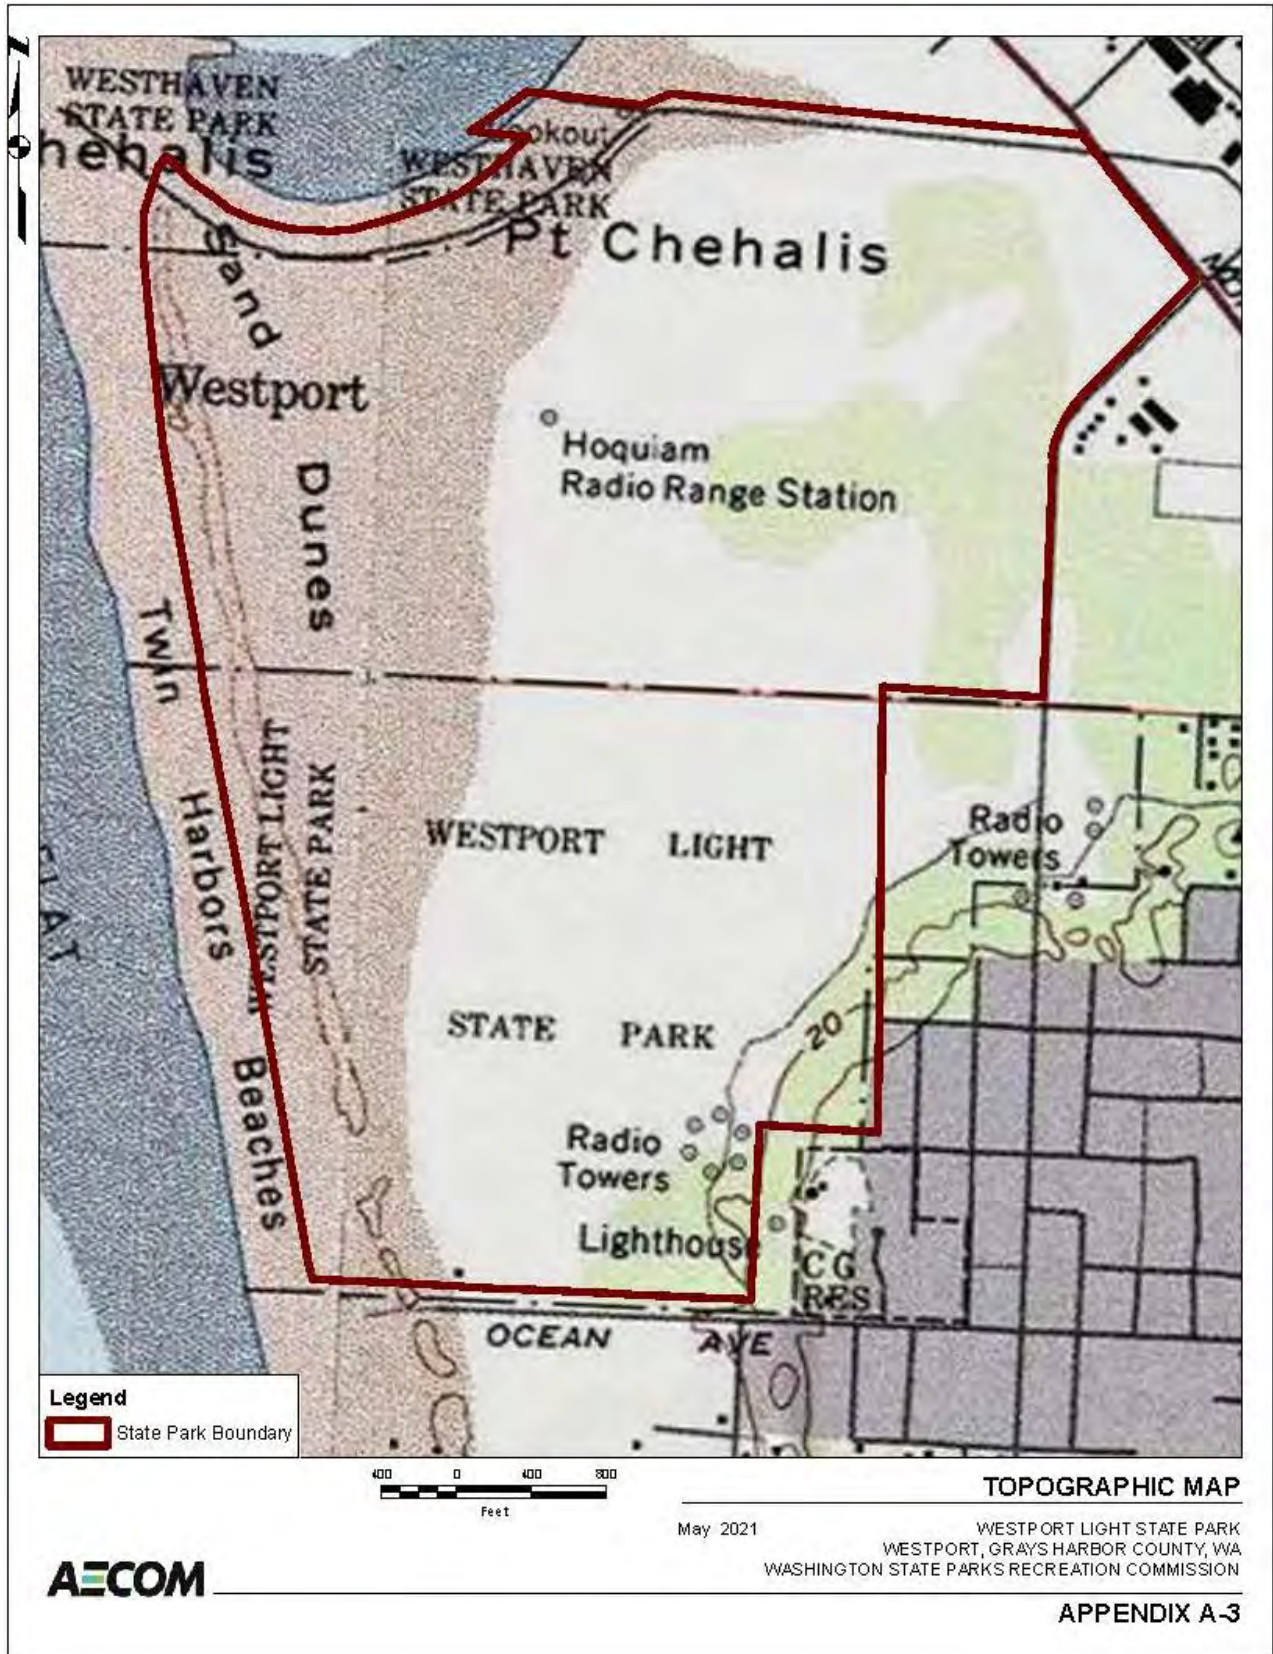 WESTHAVEN
STATE PARK
hehalis
okout
WESTHAVEN
STATE PARK
Pt Chehalis
Sand
Dunes
Westport
Hoquiam
Radio Range Station
Twin
Harbors
Beaches
WESTPORT LIGHT
STATE PARK
WESTPORT LIGHT
STATE PARK
Radio
Towers
20
Radio
Towers
Lighthouse
C G
RES
OCEAN AVE
FLAT
Legend
State Park Boundary
400 0 400 800
Feet
TOPOGRAPHIC MAP
May 2021
WESTPORT LIGHT STATE PARK
WESTPORT, GRAYS HARBOR COUNTY, WA
WASHINGTON STATE PARKS RECREATION COMMISSION
AECOM
APPENDIX A-3